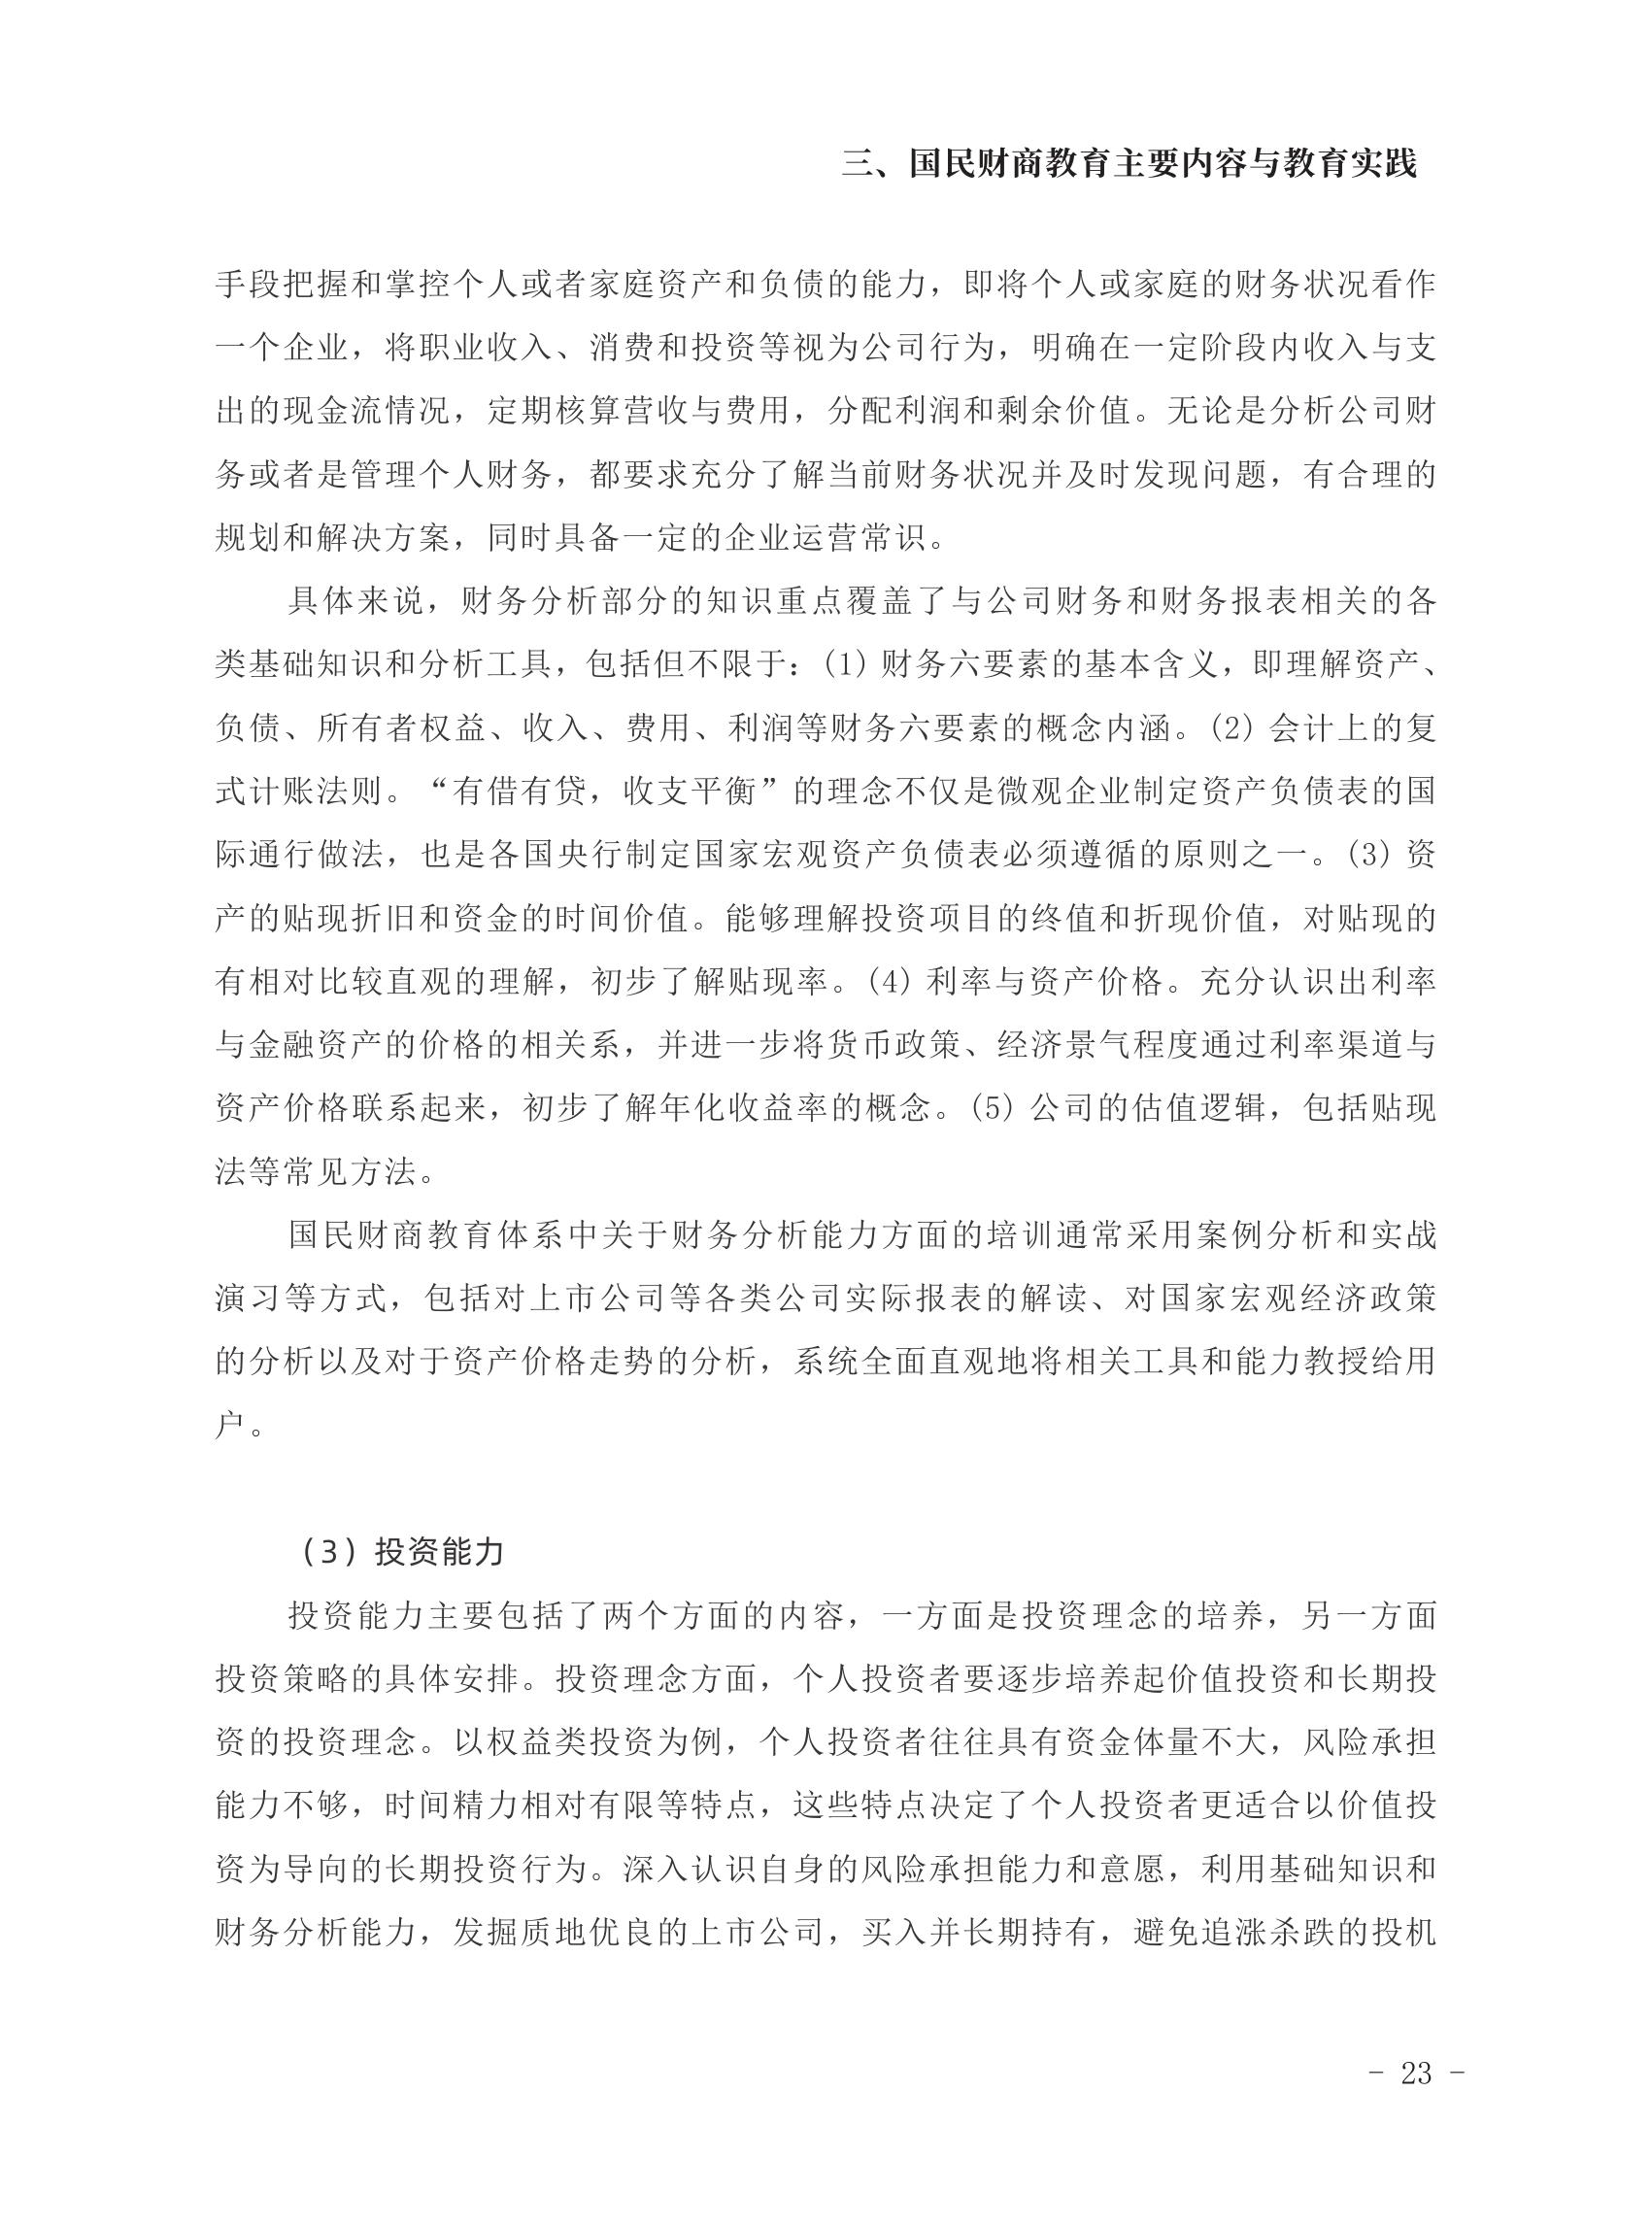 三、国民财商教育主要内容与教育实践
手段把握和掌控个人或者家庭资产和负债的能力，即将个人或家庭的财务状况看作
一个企业，将职业收入、消费和投资等视为公司行为，明确在一定阶段内收入与支
出的现金流情况，定期核算营收与费用，分配利润和剩余价值。无论是分析公司财
务或者是管理个人财务，都要求充分了解当前财务状况并及时发现问题，有合理的
规划和解决方案，同时具备一定的企业运营常识。
具体来说，财务分析部分的知识重点覆盖了与公司财务和财务报表相关的各
类基础知识和分析工具，包括但不限于：(1) 财务六要素的基本含义，即理解资产、
负债、所有者权益、收入、费用、利润等财务六要素的概念内涵。(2) 会计上的复
式计账法则。“有借有贷，收支平衡”的理念不仅是微观企业制定资产负债表的国
际通行做法，也是各国央行制定国家宏观资产负债表必须遵循的原则之一。(3) 资
产的贴现折旧和资金的时间价值。能够理解投资项目的终值和折现价值，对贴现的
有相对比较直观的理解，初步了解贴现率。(4) 利率与资产价格。充分认识出利率
与金融资产的价格的相关系，并进一步将货币政策、经济景气程度通过利率渠道与
资产价格联系起来，初步了解年化收益率的概念。(5) 公司的估值逻辑，包括贴现
法等常见方法。
国民财商教育体系中关于财务分析能力方面的培训通常采用案例分析和实战
演习等方式，包括对上市公司等各类公司实际报表的解读、对国家宏观经济政策
的分析以及对于资产价格走势的分析，系统全面直观地将相关工具和能力教授给用
户。
（3）投资能力
投资能力主要包括了两个方面的内容，一方面是投资理念的培养，另一方面
投资策略的具体安排。投资理念方面，个人投资者要逐步培养起价值投资和长期投
资的投资理念。以权益类投资为例，个人投资者往往具有资金体量不大，风险承担
能力不够，时间精力相对有限等特点，这些特点决定了个人投资者更适合以价值投
资为导向的长期投资行为。深入认识自身的风险承担能力和意愿，利用基础知识和
财务分析能力，发掘质地优良的上市公司，买入并长期持有，避免追涨杀跌的投机
- 23 -